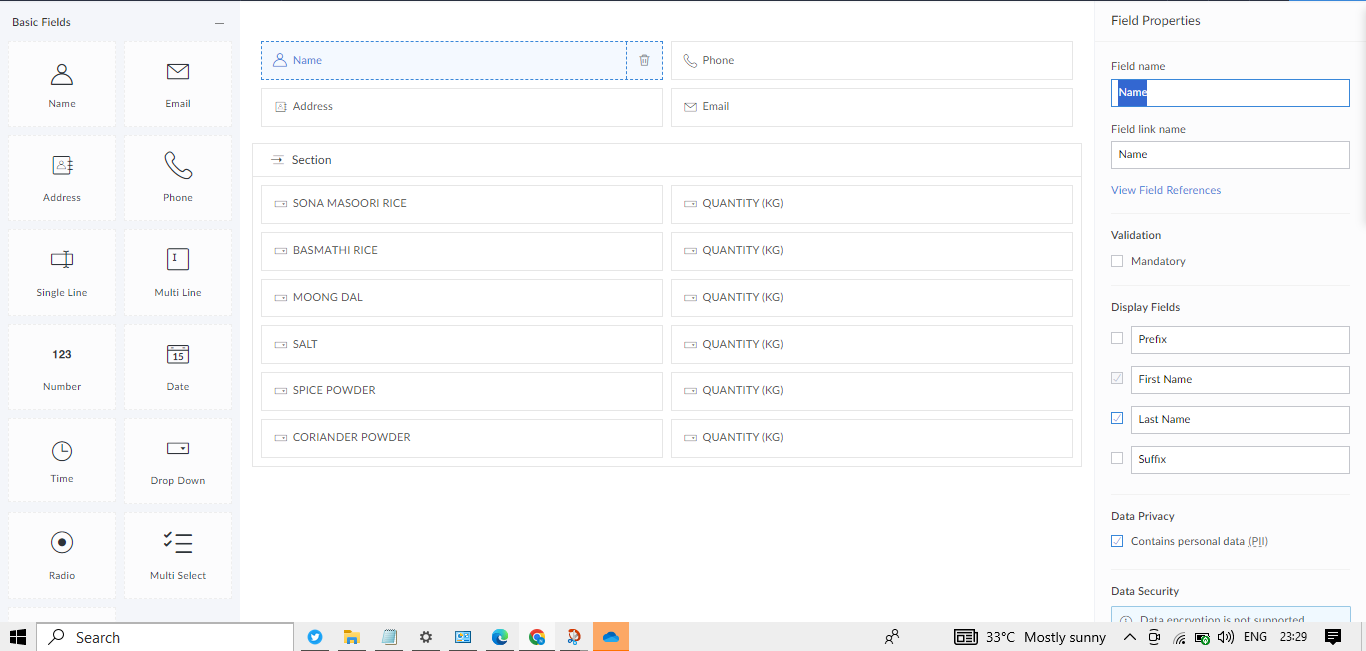 Basic Fields
Name
Email
Address
Phone
Single Line
I
Multi Line
123
Number
15
Date
Time
Drop Down
Radio
Multi Select
Name
Phone
Address
Email
Section
SONA MASOORI RICE
QUANTITY (KG)
BASMATHI RICE
QUANTITY (KG)
MOONG DAL
QUANTITY (KG)
SALT
QUANTITY (KG)
SPICE POWDER
QUANTITY (KG)
CORIANDER POWDER
QUANTITY (KG)
Field Properties
Field name
Name
Field link name
Name
View Field References
Validation
Mandatory
Display Fields
Prefix
First Name
Last Name
Suffix
Data Privacy
Contains personal data (PII)
Data Security
Data encryption is not supported
Search
33°C Mostly sunny
ENG
23:29